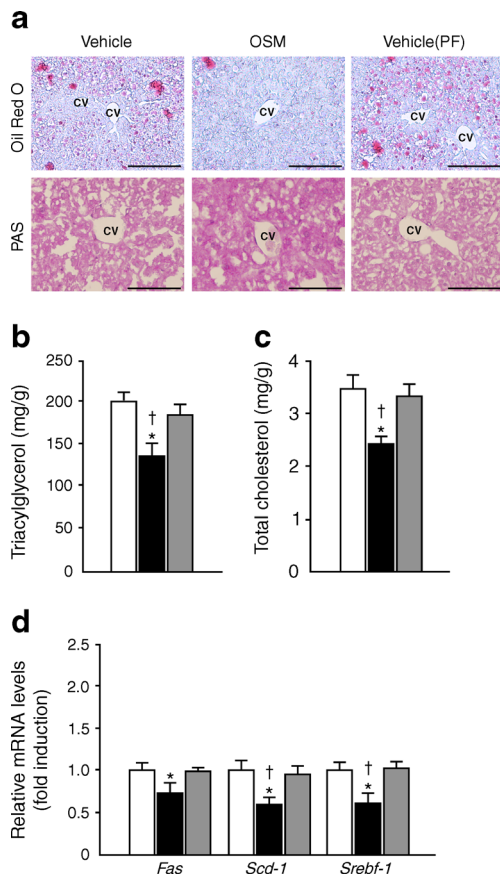 a
Vehicle OSM Vehicle(PF)
Oil Red O
CV CV CV CV CV
PAS
CV CV CV
b
Triacylglycerol (mg/g)
250
200
150
100
50
0
†
*
c
Total cholesterol (mg/g)
4
3
2
1
0
†
*
d
Relative mRNA levels
(fold induction)
2.5
2.0
1.5
1.0
0.5
0
† †
* * *
Fas Scd-1 Srebf-1